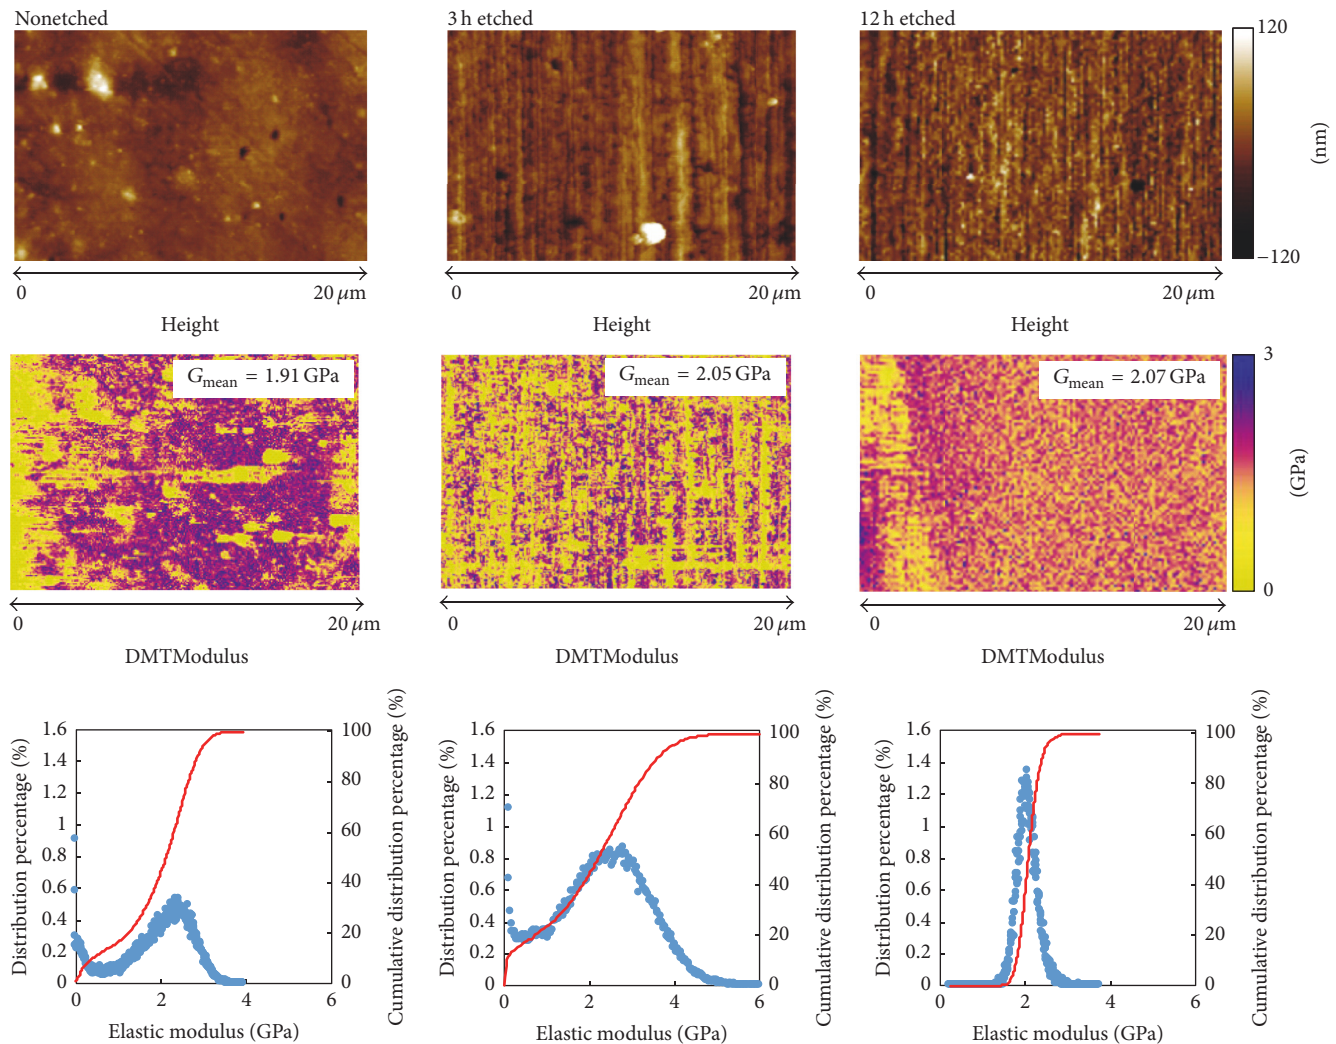 Nonetched
3 h etched
12 h etched
120
(nm)
−120
0 20 μm
0 20 μm
0 20 μm
Height
Height
Height
G mean = 1.91 GPa
G mean = 2.05 GPa
G mean = 2.07 GPa
3
(GPa)
0
0 20 μm
0 20 μm
0 20 μm
DMTModulus
DMTModulus
DMTModulus
Distribution percentage (%)
1.6
1.4
1.2
1
0.8
0.6
0.4
0.2
0
0 2 4 6
Elastic modulus (GPa)
100
80
60
40
20
0
Cumulative distribution percentage (%)
Distribution percentage (%)
1.6
1.4
1.2
1
0.8
0.6
0.4
0.2
0
0 2 4 6
Elastic modulus (GPa)
100
80
60
40
20
0
Cumulative distribution percentage (%)
Distribution percentage (%)
1.6
1.4
1.2
1
0.8
0.6
0.4
0.2
0
0 2 4 6
Elastic modulus (GPa)
100
80
60
40
20
0
Cumulative distribution percentage (%)